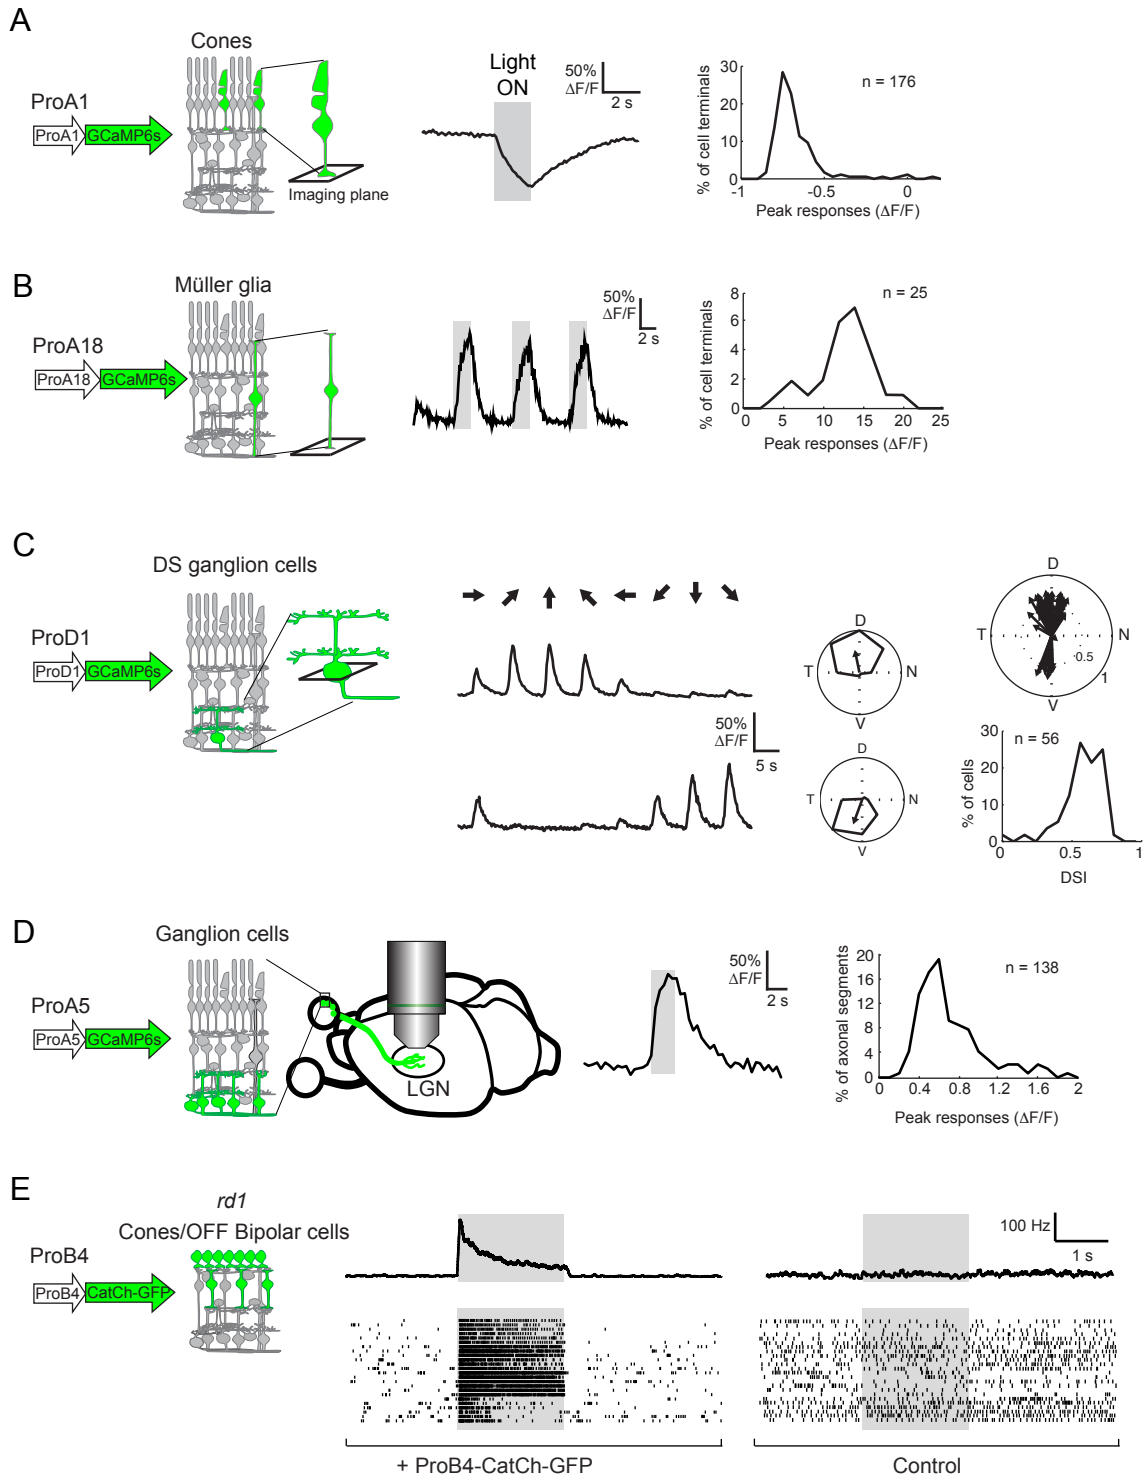 A
Cones
ProA1
ProA1 GCaMP6s
Imaging plane
Light
ON
50%
ΔF/F
2 s
% of cell terminals
30
20
10
0
-1
-0.5
0
Peak responses (ΔF/F)
n = 176
B
Müller glia
ProA18
ProA18 GCaMP6s
50%
ΔF/F
2 s
% of cell terminals
8
6
4
2
0
0 5 10 15 20 25
Peak responses (ΔF/F)
n = 25
C
DS ganglion cells
ProD1
ProD1 GCaMP6s
50%
ΔF/F
5 s
D
T N
V
D
T N
V
D
T N
0.5
1
V
% of cells
30
20
10
0
0 0.5 1
DSI
n = 56
D
Ganglion cells
ProA5
ProA5 GCaMP6s
LGN
50%
ΔF/F
2 s
% of axonal segments
20
16
12
8
4
0
0 0.4 0.8 1.2 1.6 2
Peak responses (ΔF/F)
n = 138
E
rd1
Cones/OFF Bipolar cells
ProB4
ProB4 CatCh-GFP
100 Hz
1 s
+ ProB4-CatCh-GFP
Control